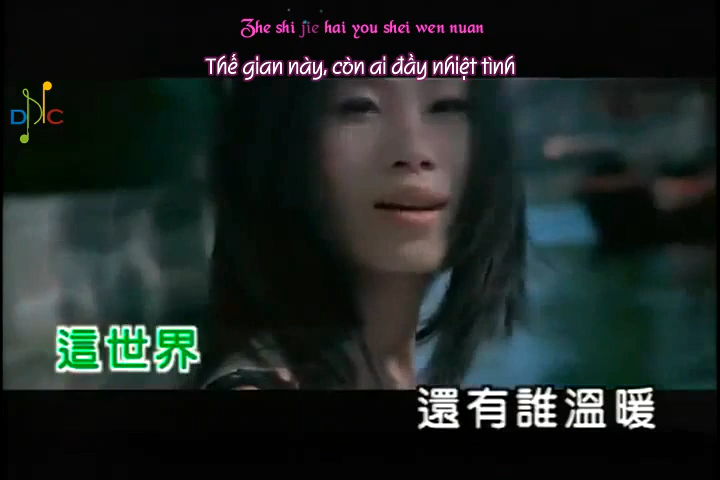 Zhe shi jie hai you shei wen nuan
Thế gian này, còn ai đầy nhiệt tình
DNC
這世界
還有誰溫暖